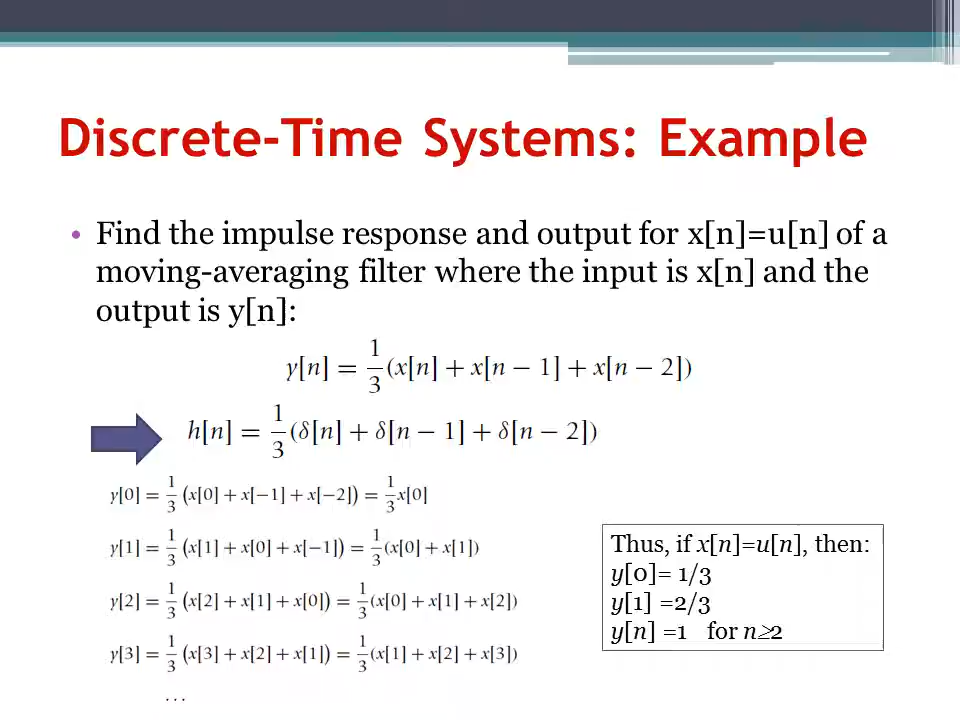 Discrete-Time Systems: Example
• Find the impulse response and output for x[n]=u[n] of a
moving-averaging filter where the input is x[n] and the
output is y[n]:
y[n] = 1/3 (x[n] + x[n − 1] + x[n − 2])
h[n] = 1/3 (δ[n] + δ[n − 1] + δ[n − 2])
y[0] = 1/3 (x[0] + x[−1] + x[−2]) = 1/3 x[0]
y[1] = 1/3 (x[1] + x[0] + x[−1]) = 1/3 (x[0] + x[1])
y[2] = 1/3 (x[2] + x[1] + x[0]) = 1/3 (x[0] + x[1] + x[2])
y[3] = 1/3 (x[3] + x[2] + x[1]) = 1/3 (x[1] + x[2] + x[3])
...
Thus, if x[n]=u[n], then:
y[0]= 1/3
y[1] =2/3
y[n] =1 for n≥2